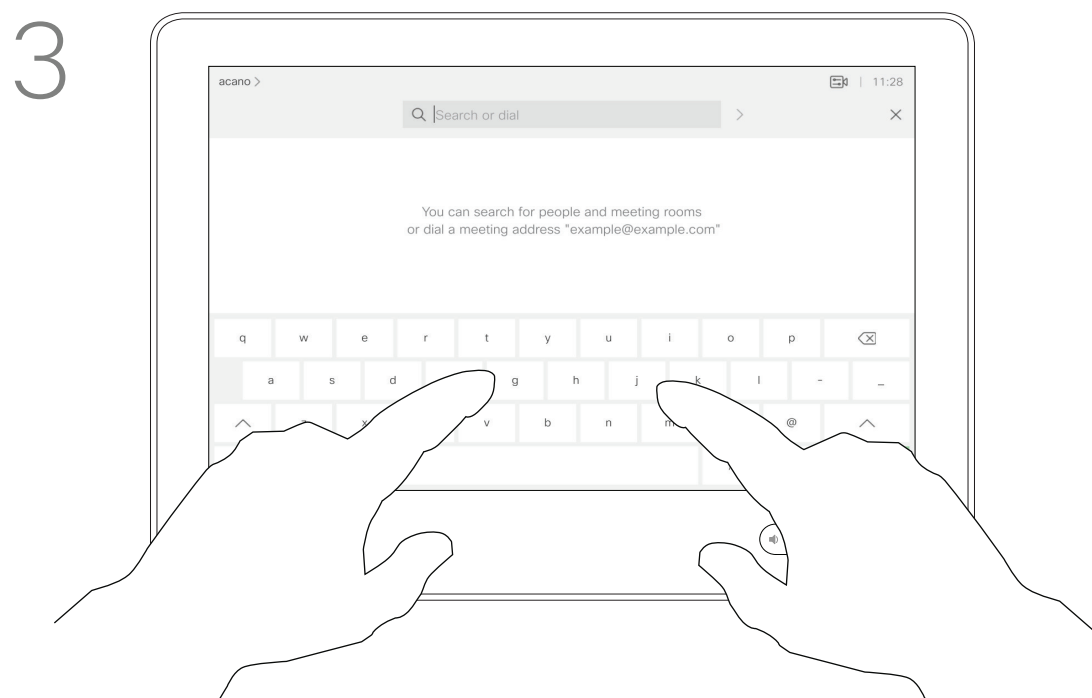 3
acano >
11:28
Search or dial
You can search for people and meeting rooms
or dial a meeting address "example@example.com"
q w e r t y u i o p
a s d g h j k l - _
x v b n m @